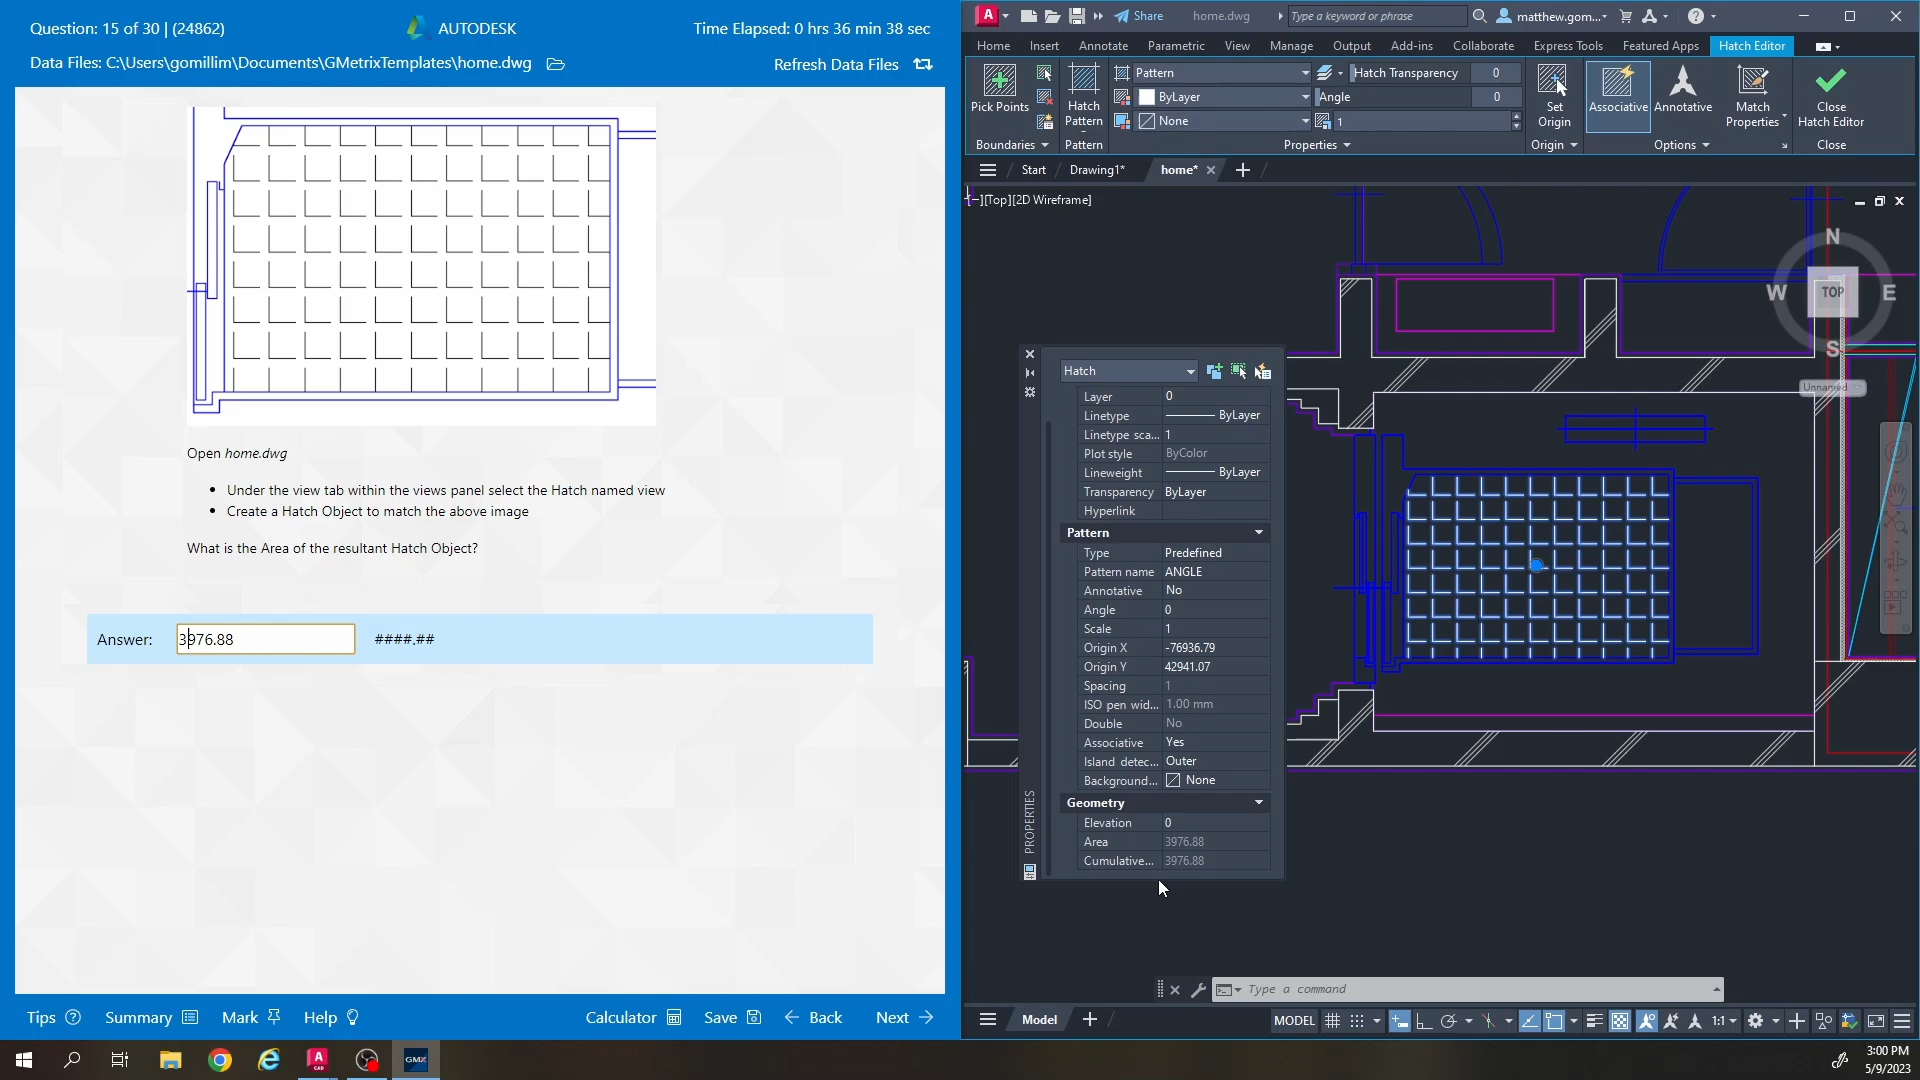 Question: 15 of 30 | (24862)
AUTODESK
Time Elapsed: 0 hrs 36 min 38 sec
Data Files: C:\Users\gomillim\Documents\GMetrixTemplates\home.dwg
Refresh Data Files
Open home.dwg
• Under the view tab within the views panel select the Hatch named view
• Create a Hatch Object to match the above image
What is the Area of the resultant Hatch Object?
Answer: 3976.88 ####.##
Tips Summary Mark Help Calculator Save Back Next
A Share home.dwg Type a keyword or phrase matthew.gom...
Home Insert Annotate Parametric View Manage Output Add-ins Collaborate Express Tools Featured Apps Hatch Editor
Pick Points
Hatch Pattern
Pattern
ByLayer
None
Hatch Transparency 0
Angle 0
1
Set Origin
Associative
Annotative
Match Properties
Close Hatch Editor
Boundaries Pattern Properties Origin Options Close
Start Drawing1* home*
[−][Top][2D Wireframe]
N
W TOP E
S
Unnamed
Hatch
Layer 0
Linetype ByLayer
Linetype sca... 1
Plot style ByColor
Lineweight ByLayer
Transparency ByLayer
Hyperlink
Pattern
Type Predefined
Pattern name ANGLE
Annotative No
Angle 0
Scale 1
Origin X -76936.79
Origin Y 42941.07
Spacing 1
ISO pen wid... 1.00 mm
Double No
Associative Yes
Island detec... Outer
Background... None
Geometry
Elevation 0
Area 3976.88
Cumulative... 3976.88
PROPERTIES
Type a command
Model
MODEL 1:1
A CAD
GMX
3:00 PM
5/9/2023